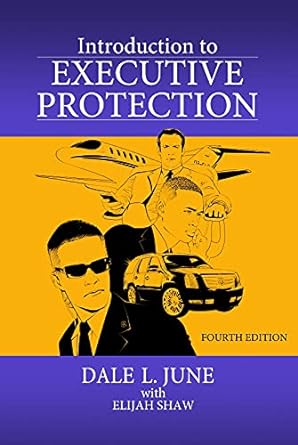 Introduction to
EXECUTIVE
PROTECTION
FOURTH EDITION
DALE L. JUNE
with
ELIJAH SHAW